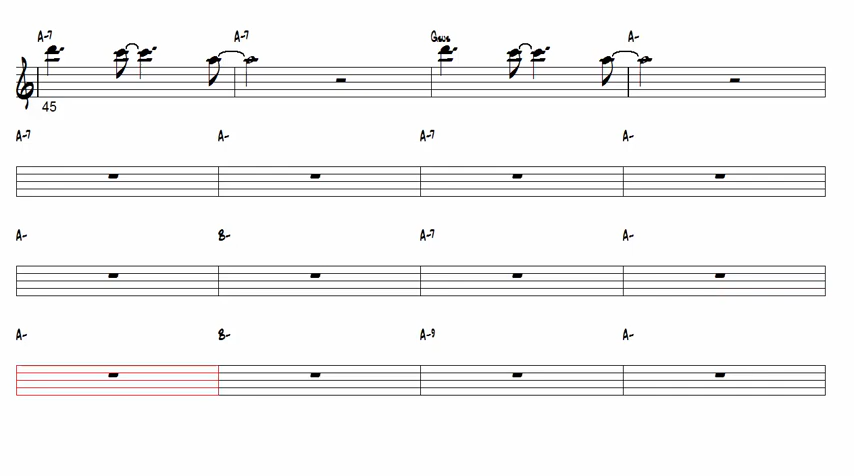 A-7 A-7 Gsus A-
45
A-7 A- A-7 A-
A- B- A-7 A-
A- B- A-9 A-